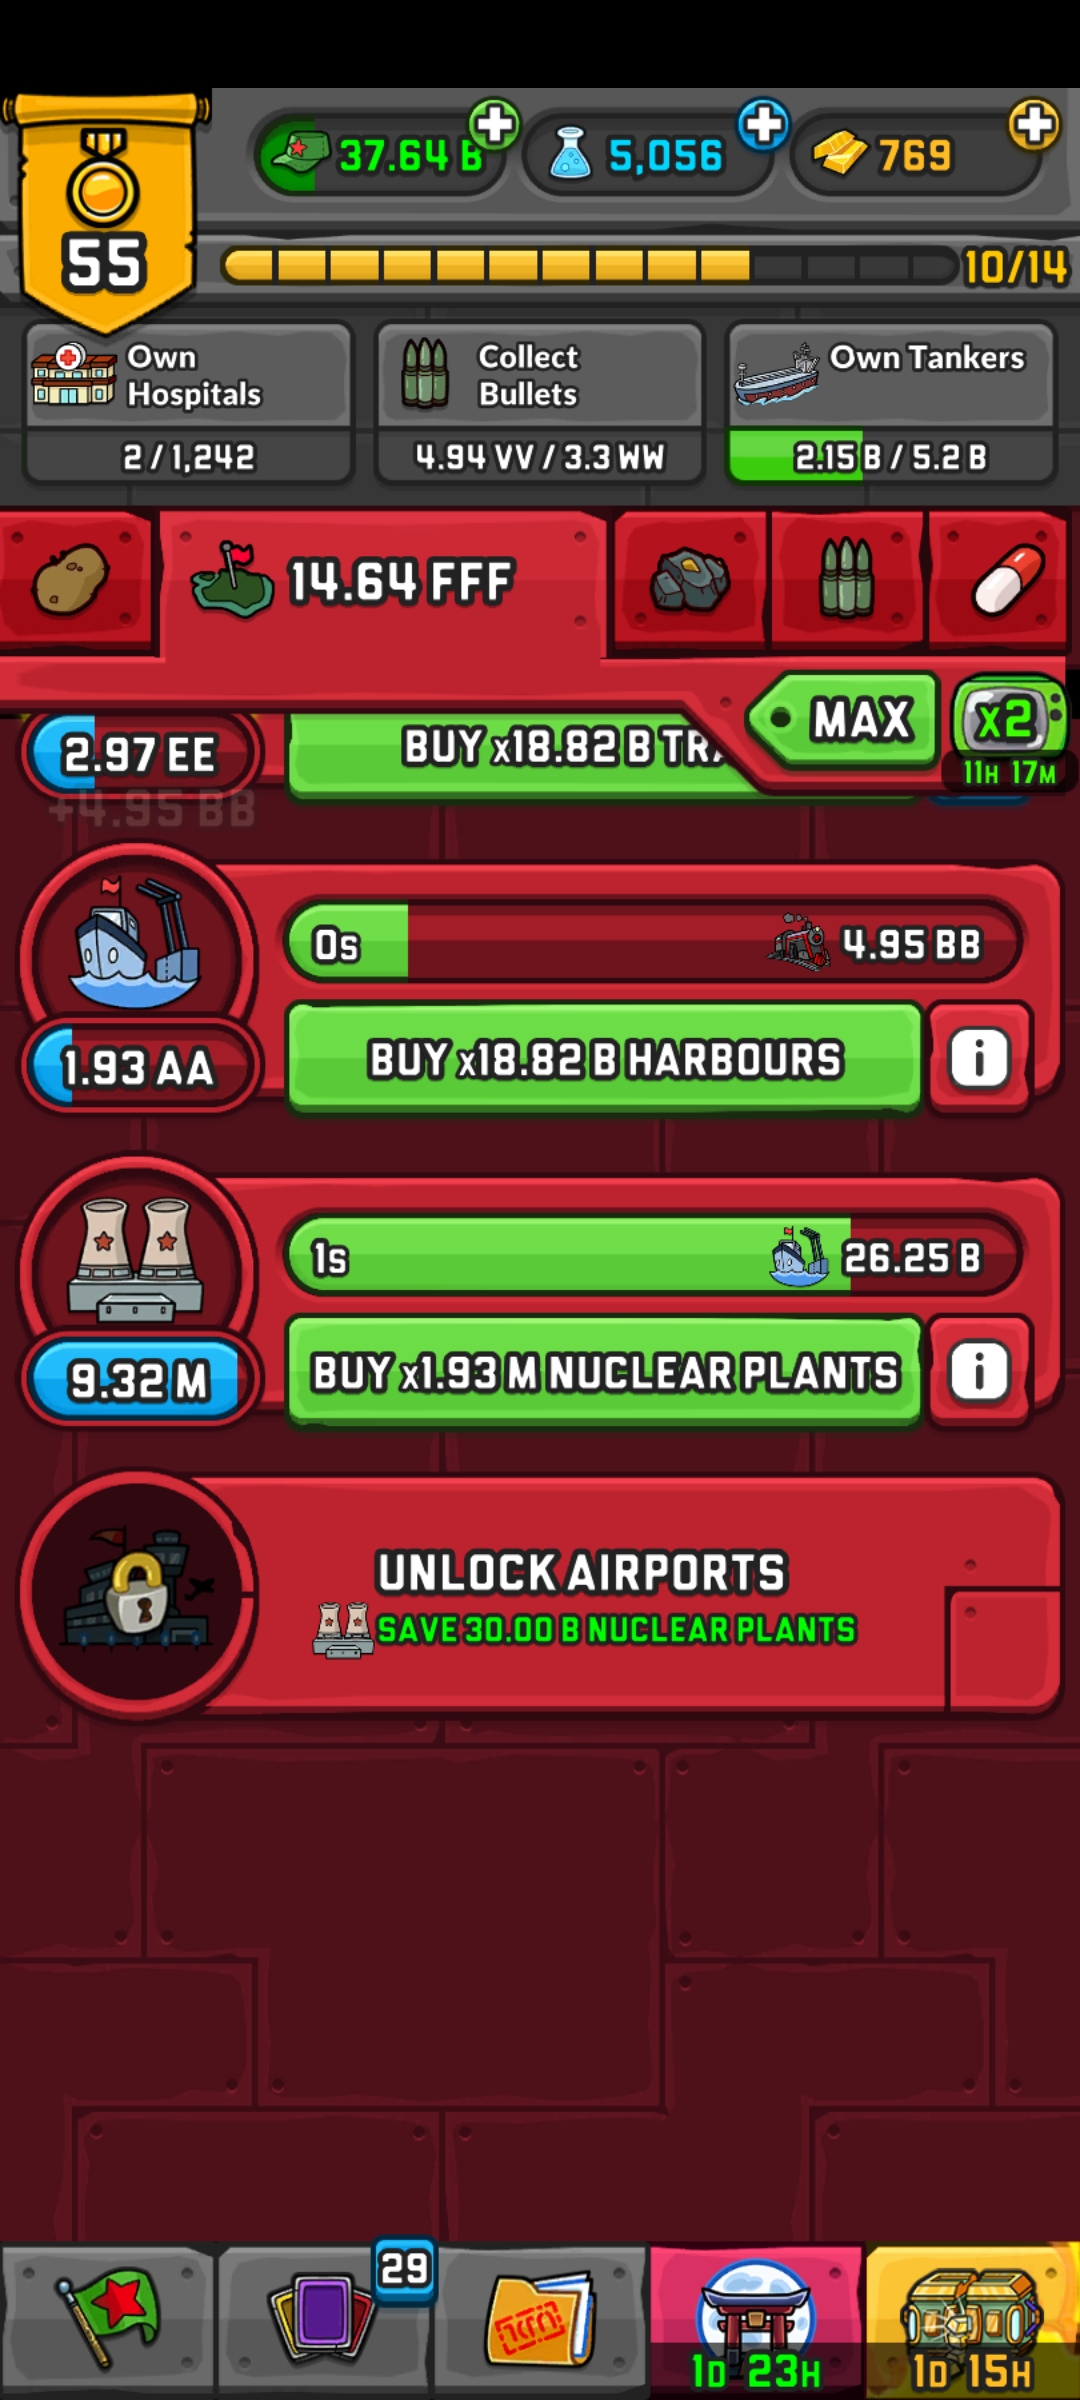 37.64 B
5,056
769
55
10/14
Own
Hospitals
2 / 1,242
Collect
Bullets
4.94 VV / 3.3 WW
Own Tankers
2.15 B / 5.2 B
14.64 FFF
MAX
x2
11H 17M
2.97 EE
BUY x18.82 B TRA
+4.95 BB
0s
4.95 BB
1.93 AA
BUY x18.82 B HARBOURS
i
1s
26.25 B
9.32 M
BUY x1.93 M NUCLEAR PLANTS
i
UNLOCK AIRPORTS
SAVE 30.00 B NUCLEAR PLANTS
29
1D 23H
1D 15H